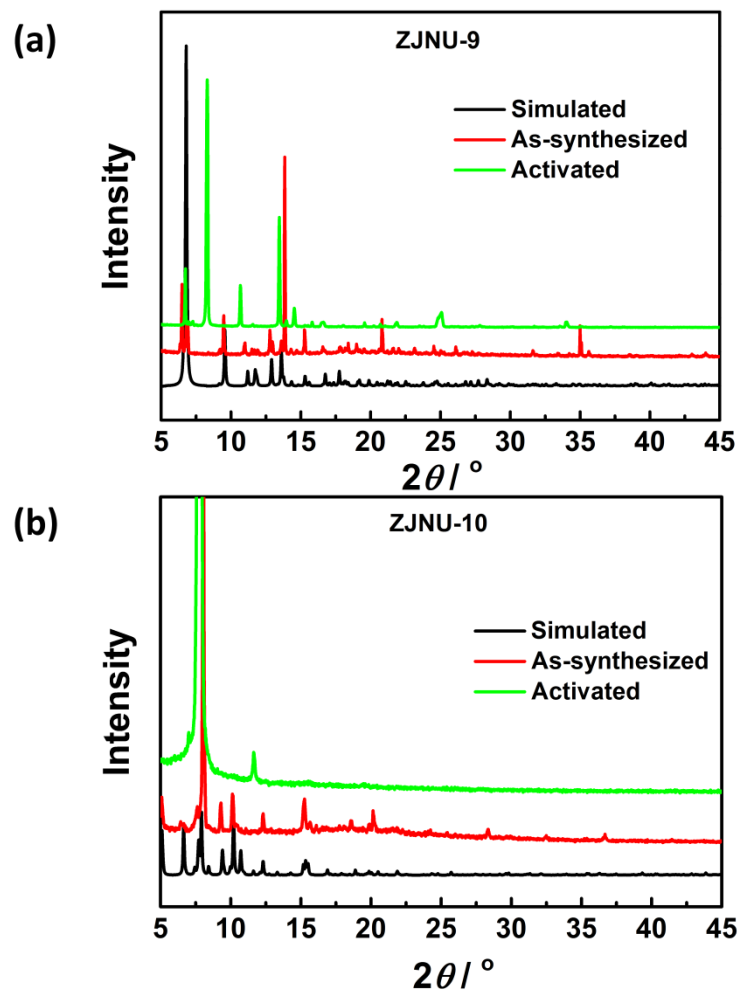 (a)
ZJNU-9
Simulated
As-synthesized
Activated
Intensity
5 10 15 20 25 30 35 40 45
2θ / °
(b)
ZJNU-10
Simulated
As-synthesized
Activated
Intensity
5 10 15 20 25 30 35 40 45
2θ / °